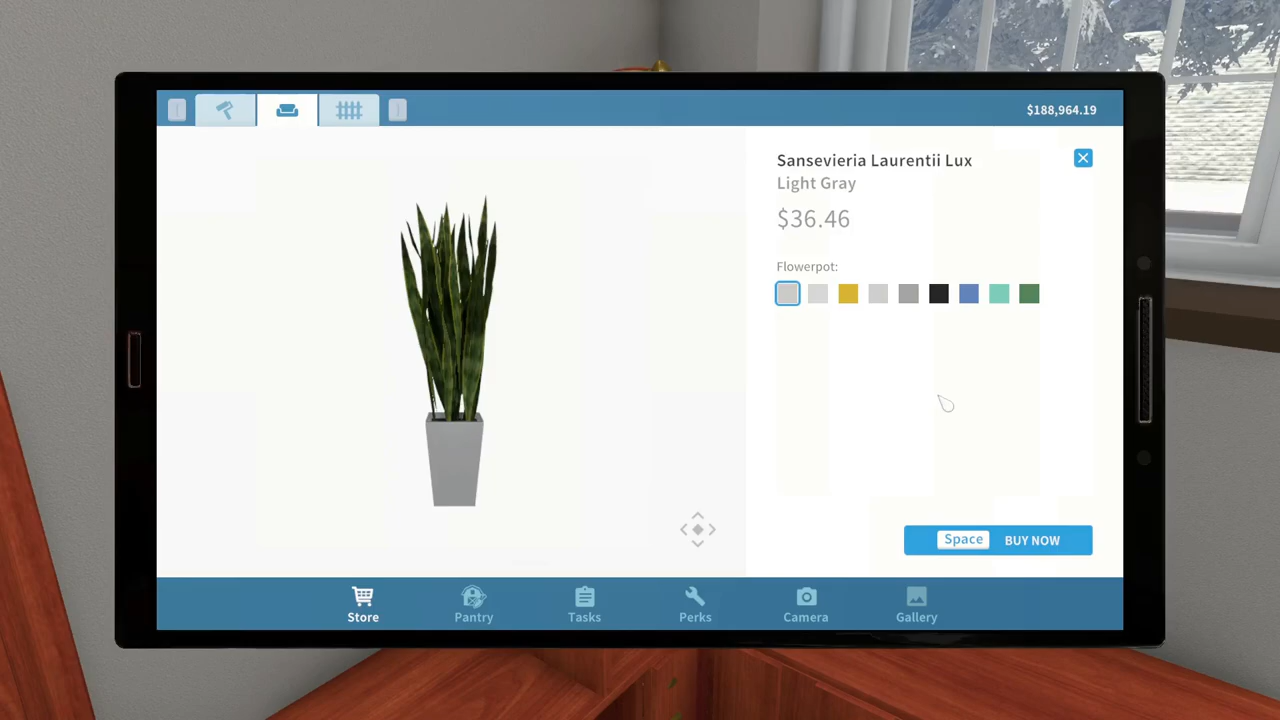 $188,964.19
Sansevieria Laurentii Lux
Light Gray
$36.46
Flowerpot:
Space BUY NOW
Store Pantry Tasks Perks Camera Gallery